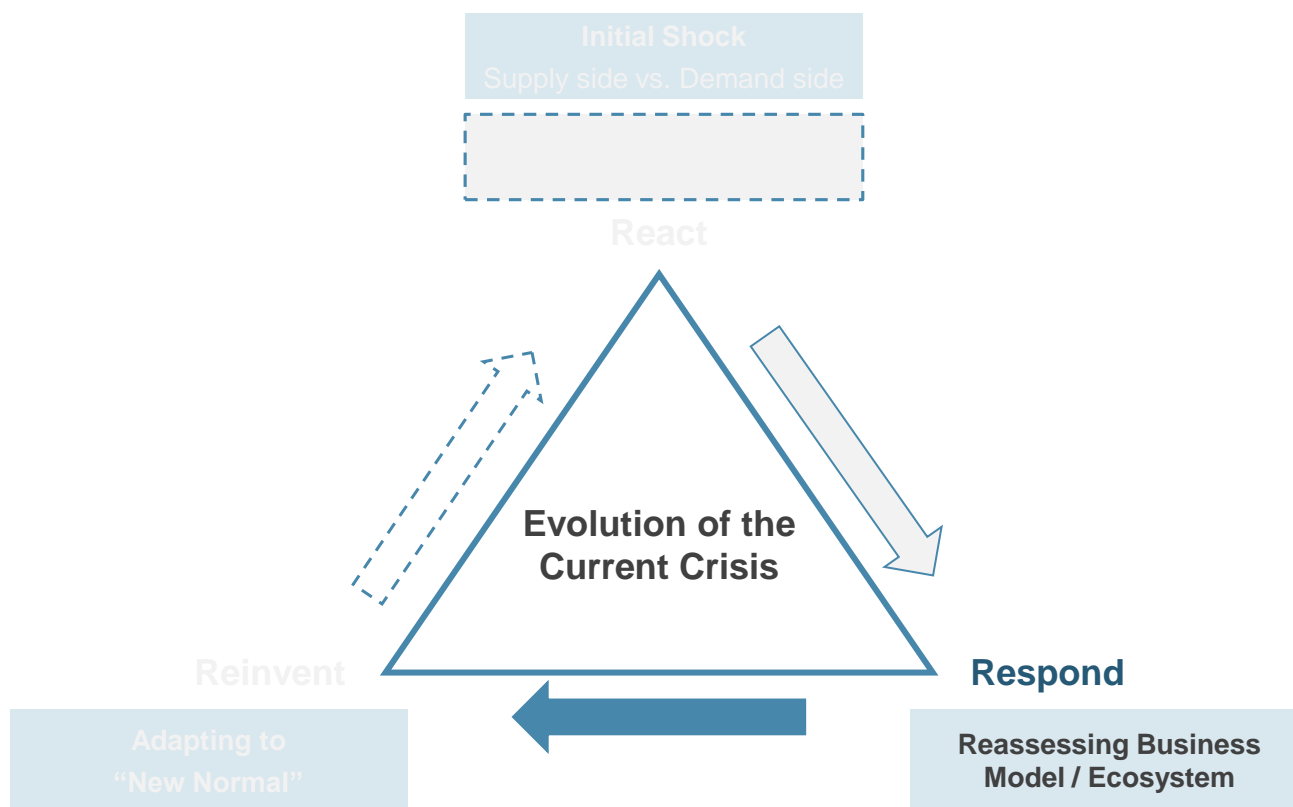 Initial Shock
Supply side vs. Demand side
React
Evolution of the
Current Crisis
Reinvent
Respond
Adapting to
“New Normal”
Reassessing Business
Model / Ecosystem